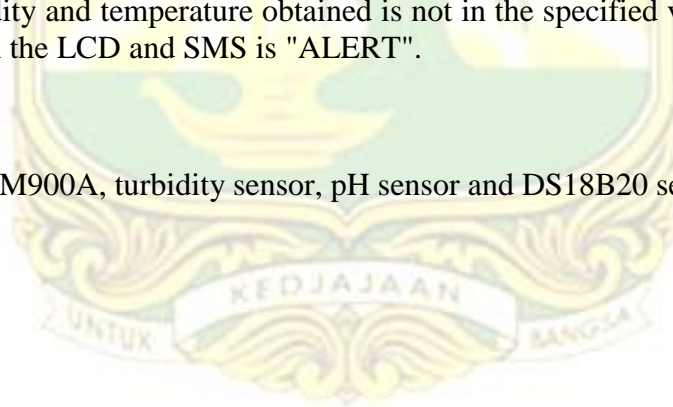 dity and temperature obtained is not in the specified v
the LCD and SMS is "ALERT".
M900A, turbidity sensor, pH sensor and DS18B20 se
KEDJAJAAN
UNTUK
BANGSA